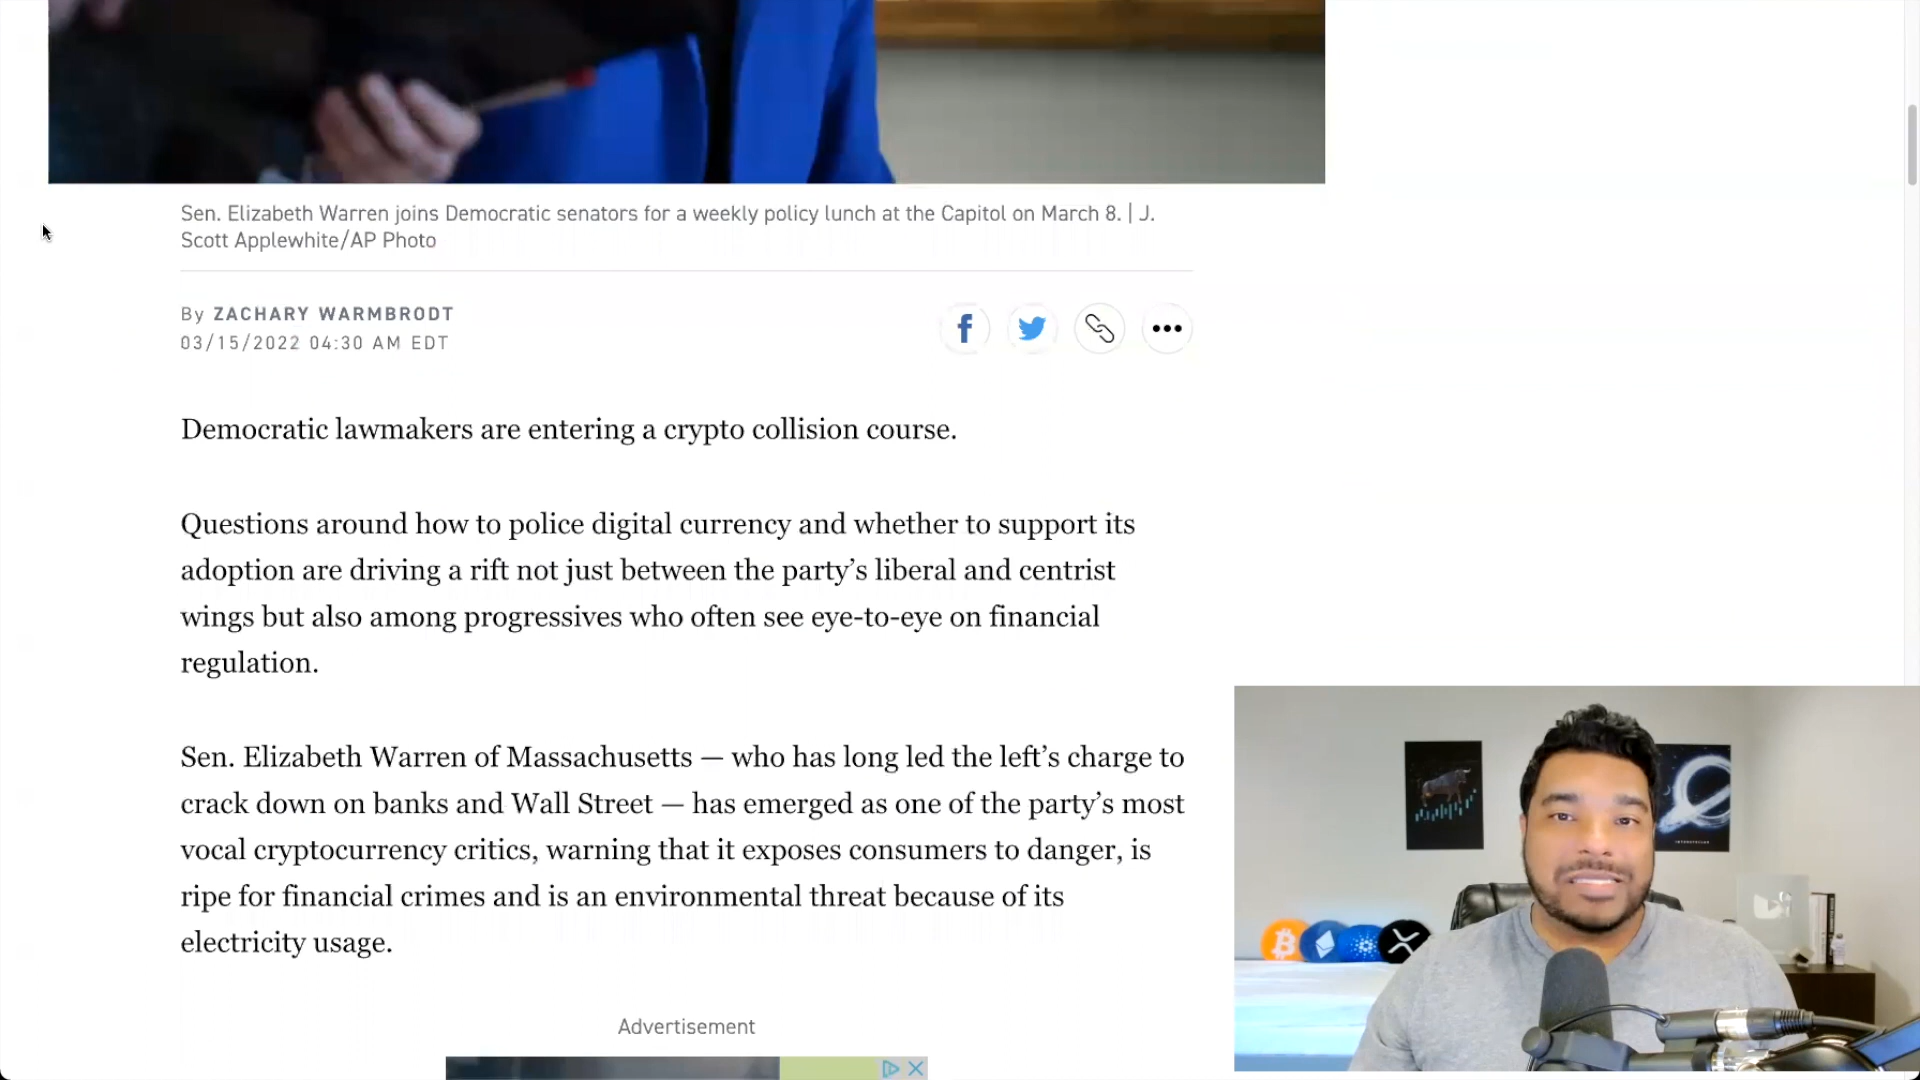 Sen. Elizabeth Warren joins Democratic senators for a weekly policy lunch at the Capitol on March 8. | J.
Scott Applewhite/AP Photo
By ZACHARY WARMBRODT
03/15/2022 04:30 AM EDT
Democratic lawmakers are entering a crypto collision course.
Questions around how to police digital currency and whether to support its
adoption are driving a rift not just between the party’s liberal and centrist
wings but also among progressives who often see eye-to-eye on financial
regulation.
Sen. Elizabeth Warren of Massachusetts — who has long led the left’s charge to
crack down on banks and Wall Street — has emerged as one of the party’s most
vocal cryptocurrency critics, warning that it exposes consumers to danger, is
ripe for financial crimes and is an environmental threat because of its
electricity usage.
Advertisement
INTERSTELLAR